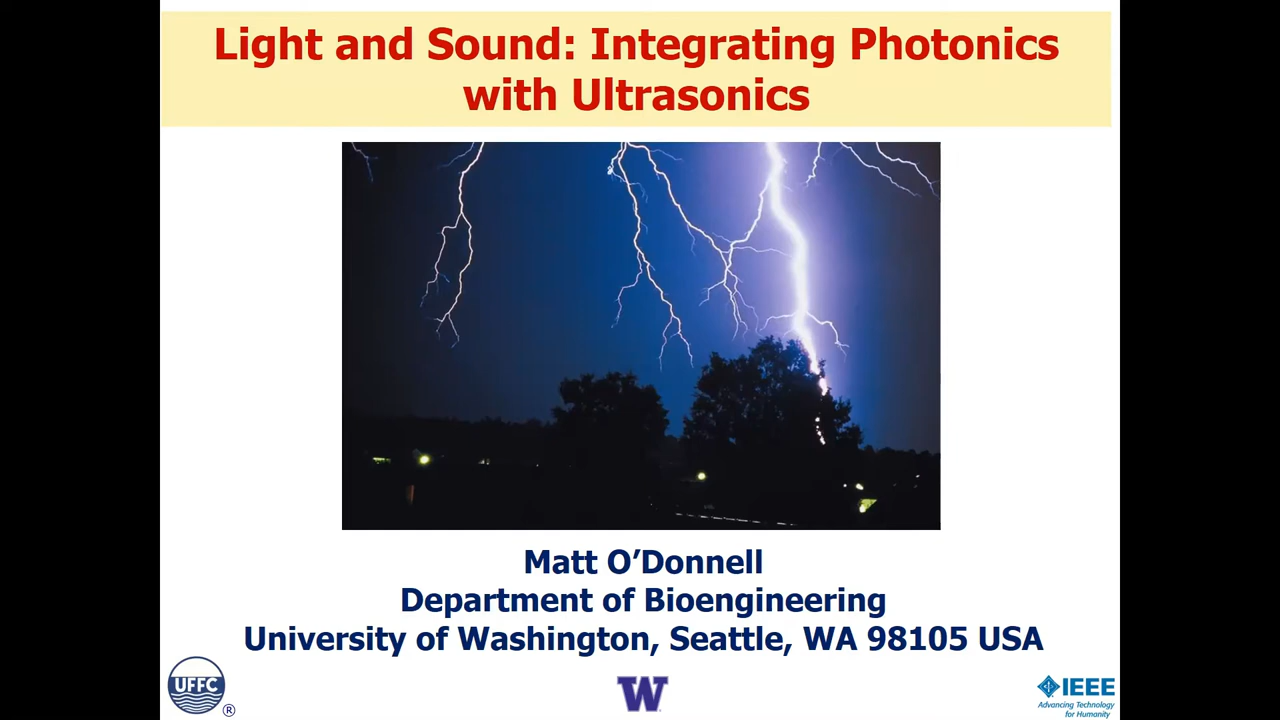 Light and Sound: Integrating Photonics
with Ultrasonics
Matt O’Donnell
Department of Bioengineering
University of Washington, Seattle, WA 98105 USA
UFFC
®
W
IEEE
Advancing Technology
for Humanity